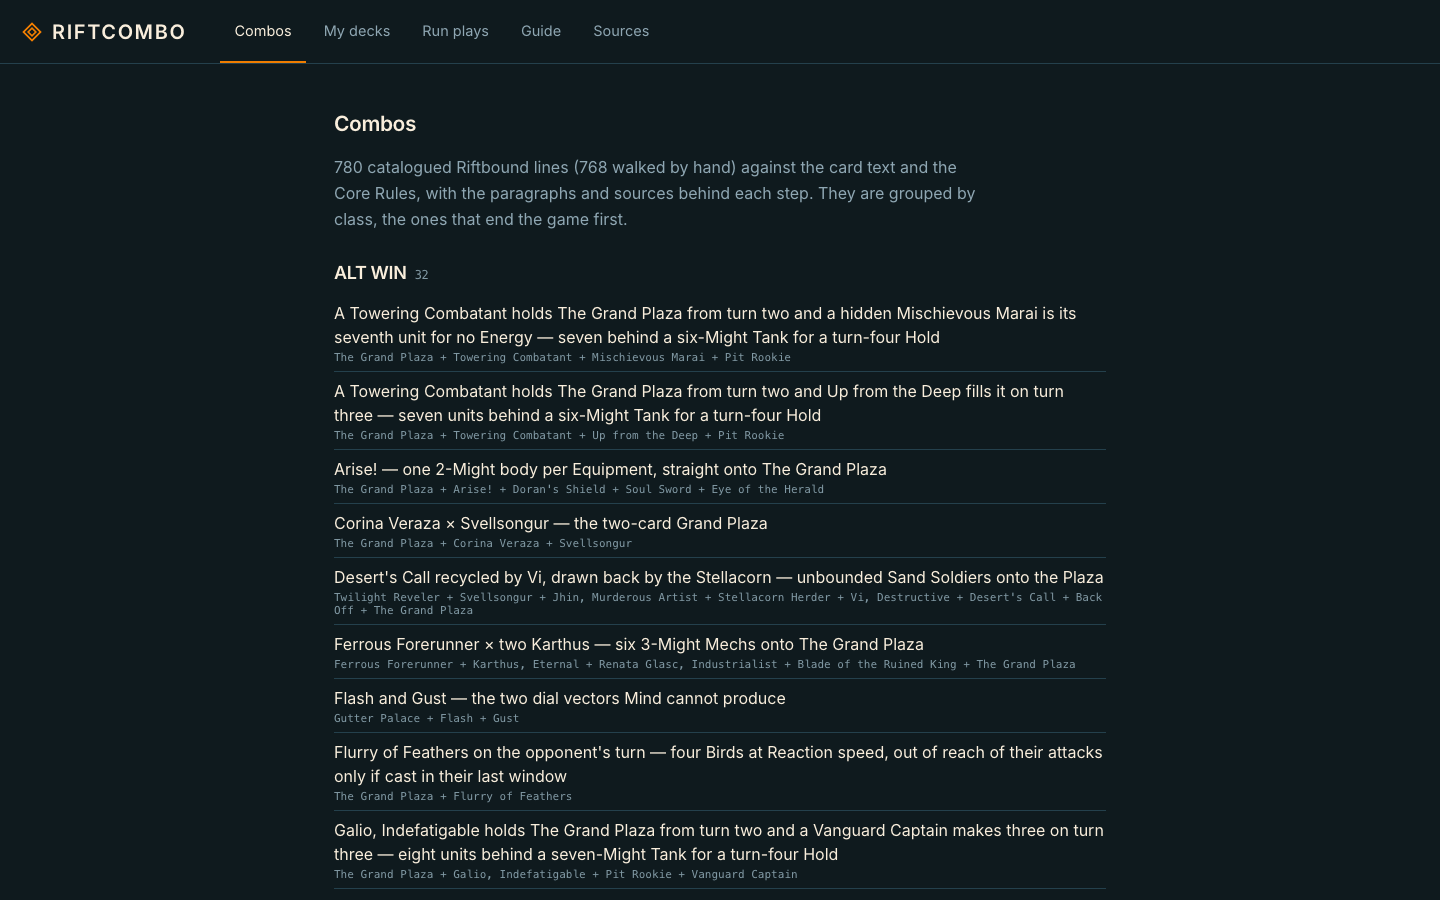 RIFTCOMBO
Combos
My decks
Run plays
Guide
Sources
Combos
780 catalogued Riftbound lines (768 walked by hand) against the card text and the
Core Rules, with the paragraphs and sources behind each step. They are grouped by
class, the ones that end the game first.
ALT WIN 32
A Towering Combatant holds The Grand Plaza from turn two and a hidden Mischievous Marai is its
seventh unit for no Energy — seven behind a six-Might Tank for a turn-four Hold
The Grand Plaza + Towering Combatant + Mischievous Marai + Pit Rookie
A Towering Combatant holds The Grand Plaza from turn two and Up from the Deep fills it on turn
three — seven units behind a six-Might Tank for a turn-four Hold
The Grand Plaza + Towering Combatant + Up from the Deep + Pit Rookie
Arise! — one 2-Might body per Equipment, straight onto The Grand Plaza
The Grand Plaza + Arise! + Doran's Shield + Soul Sword + Eye of the Herald
Corina Veraza × Svellsongur — the two-card Grand Plaza
The Grand Plaza + Corina Veraza + Svellsongur
Desert's Call recycled by Vi, drawn back by the Stellacorn — unbounded Sand Soldiers onto the Plaza
Twilight Reveler + Svellsongur + Jhin, Murderous Artist + Stellacorn Herder + Vi, Destructive + Desert's Call + Back
Off + The Grand Plaza
Ferrous Forerunner × two Karthus — six 3-Might Mechs onto The Grand Plaza
Ferrous Forerunner + Karthus, Eternal + Renata Glasc, Industrialist + Blade of the Ruined King + The Grand Plaza
Flash and Gust — the two dial vectors Mind cannot produce
Gutter Palace + Flash + Gust
Flurry of Feathers on the opponent's turn — four Birds at Reaction speed, out of reach of their attacks
only if cast in their last window
The Grand Plaza + Flurry of Feathers
Galio, Indefatigable holds The Grand Plaza from turn two and a Vanguard Captain makes three on turn
three — eight units behind a seven-Might Tank for a turn-four Hold
The Grand Plaza + Galio, Indefatigable + Pit Rookie + Vanguard Captain